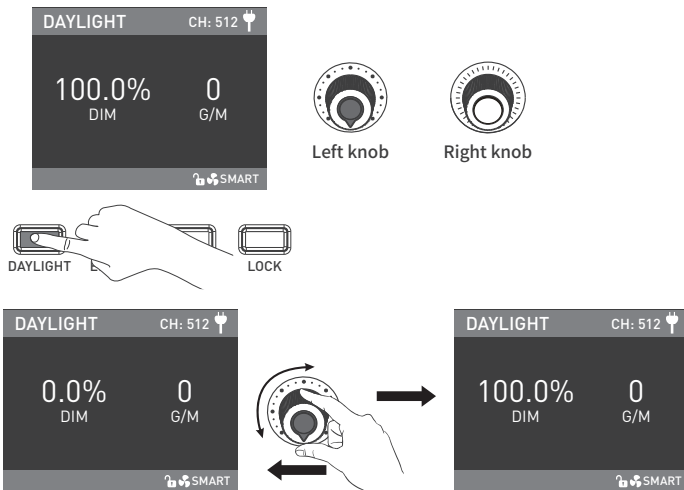 DAYLIGHT CH: 512
100.0% 0
DIM G/M
SMART
Left knob Right knob
DAYLIGHT LOCK
DAYLIGHT CH: 512
0.0% 0
DIM G/M
SMART
DAYLIGHT CH: 512
100.0% 0
DIM G/M
SMART